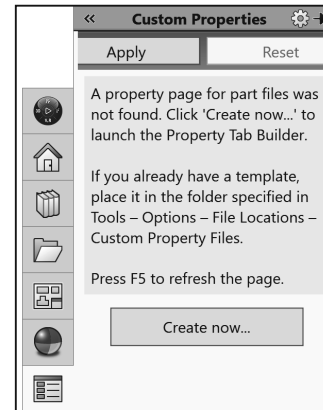 « Custom Properties
Apply Reset
A property page for part files was
not found. Click 'Create now...' to
launch the Property Tab Builder.
If you already have a template,
place it in the folder specified in
Tools – Options – File Locations –
Custom Property Files.
Press F5 to refresh the page.
Create now...